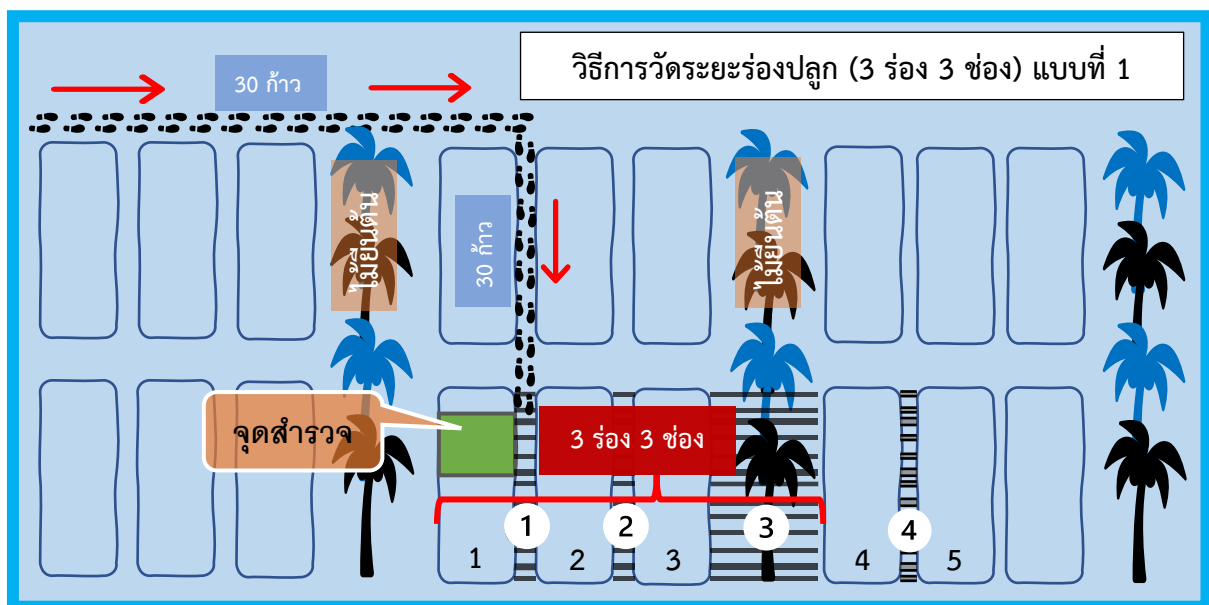 วิธีการวัดระยะร่องปลูก (3 ร่อง 3 ช่อง) แบบที่ 1
30 ก้าว
ไม้ยืนต้น
30 ก้าว
ไม้ยืนต้น
จุดสำรวจ
3 ร่อง 3 ช่อง
1 2 3 4
1 2 3 4 5